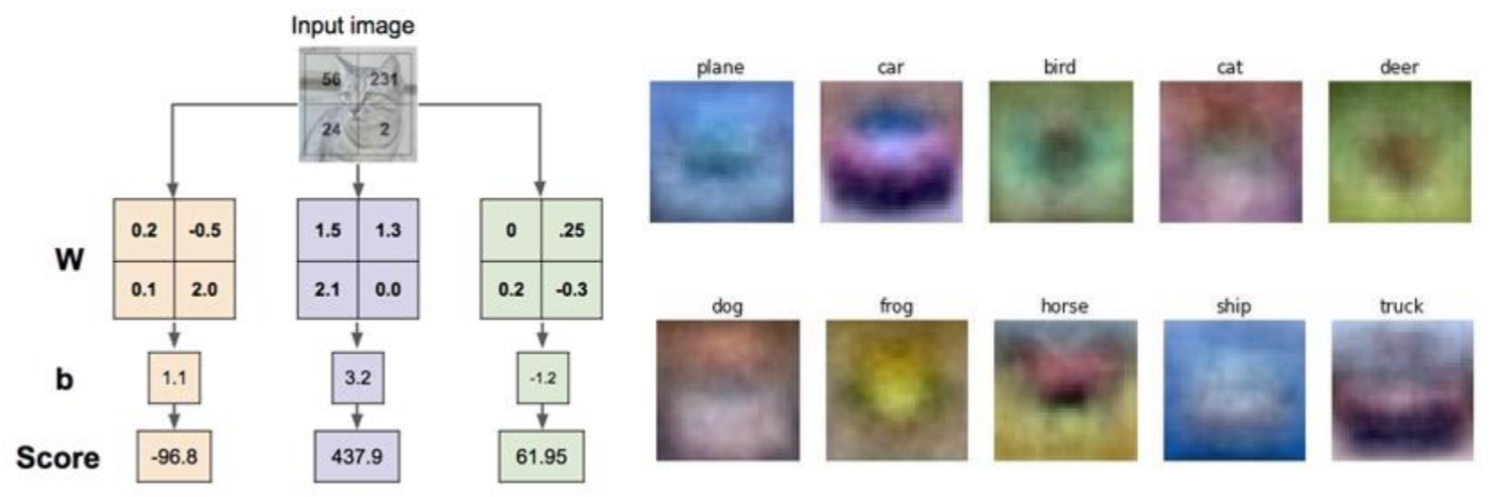 Input image
56 231
24 2
W
0.2 -0.5
0.1 2.0
1.5 1.3
2.1 0.0
0 .25
0.2 -0.3
b
1.1
3.2
-1.2
Score
-96.8
437.9
61.95
plane car bird cat deer
dog frog horse ship truck